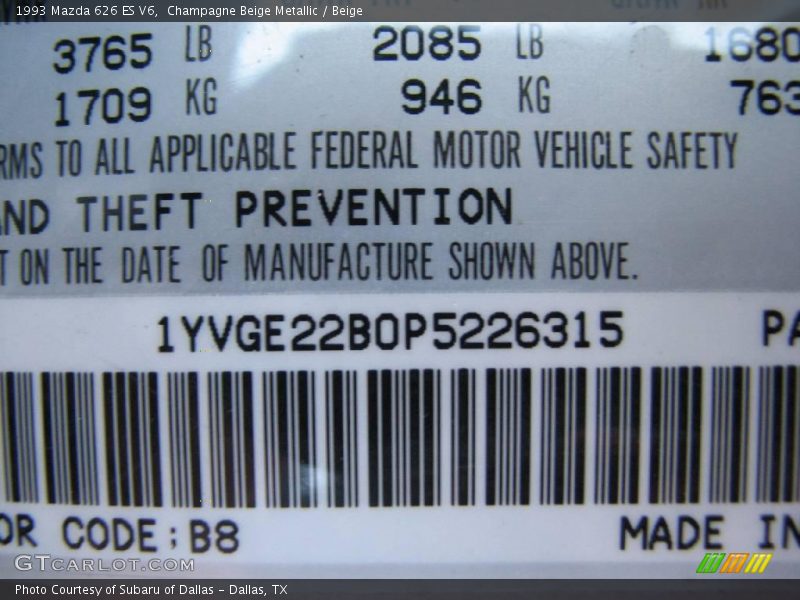 1993 Mazda 626 ES V6,  Champagne Beige Metallic / Beige
3765 LB 2085 LB 1680
1709 KG 946 KG 763
RMS TO ALL APPLICABLE FEDERAL MOTOR VEHICLE SAFETY
AND THEFT PREVENTION
T ON THE DATE OF MANUFACTURE SHOWN ABOVE.
1YVGE22B0P5226315 PA
OR CODE: B8 MADE IN
GTCARLOT.COM
Photo Courtesy of Subaru of Dallas – Dallas, TX